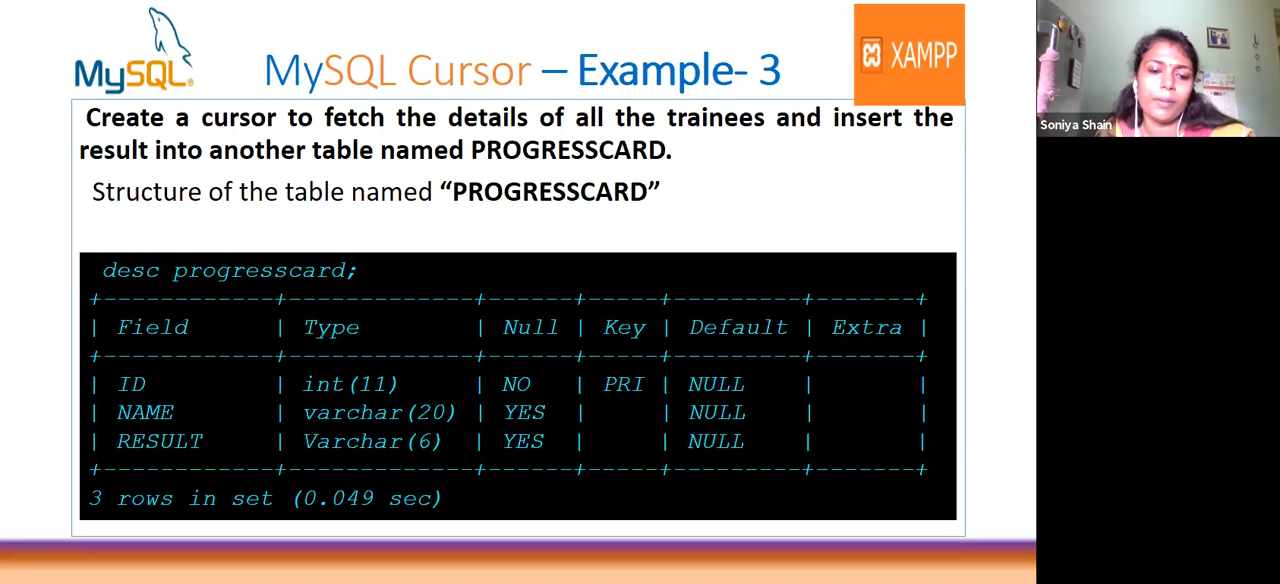 MySQL®
MySQL Cursor – Example- 3
XAMPP
Create a cursor to fetch the details of all the trainees and insert the
result into another table named PROGRESSCARD.
Structure of the table named “PROGRESSCARD”
desc progresscard;
+------------+-------------+------+-----+---------+-------+
| Field | Type | Null | Key | Default | Extra |
+------------+-------------+------+-----+---------+-------+
| ID | int(11) | NO | PRI | NULL | |
| NAME | varchar(20) | YES | | NULL | |
| RESULT | Varchar(6) | YES | | NULL | |
+------------+-------------+------+-----+---------+-------+
3 rows in set (0.049 sec)
Soniya Shain